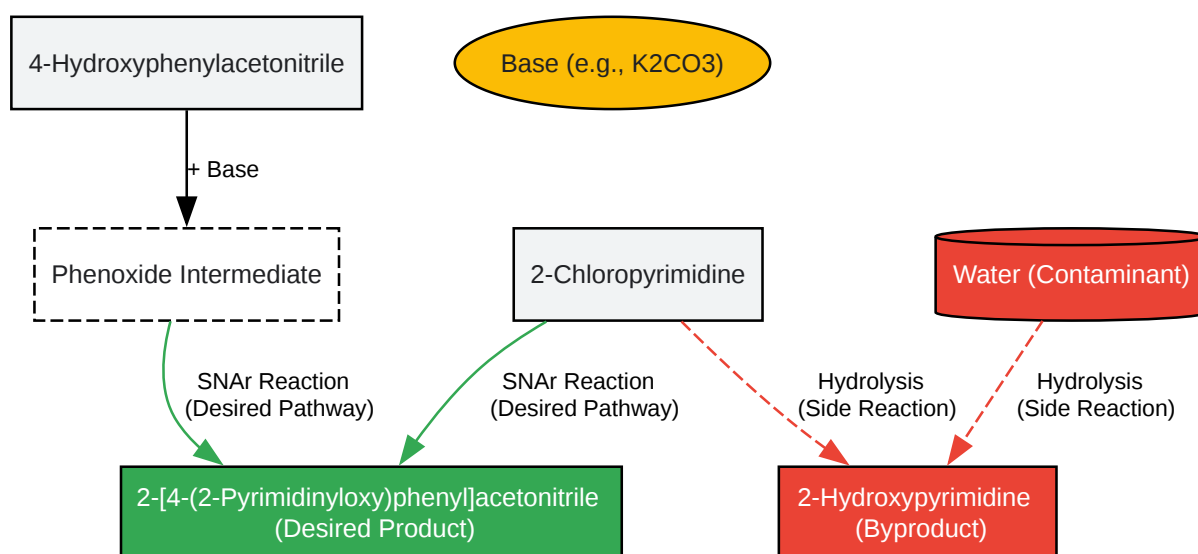 4-Hydroxyphenylacetonitrile
Base (e.g., K2CO3)
+ Base
Phenoxide Intermediate
2-Chloropyrimidine
Water (Contaminant)
SNAr Reaction
(Desired Pathway)
SNAr Reaction
(Desired Pathway)
Hydrolysis
(Side Reaction)
Hydrolysis
(Side Reaction)
2-[4-(2-Pyrimidinyloxy)phenyl]acetonitrile
(Desired Product)
2-Hydroxypyrimidine
(Byproduct)